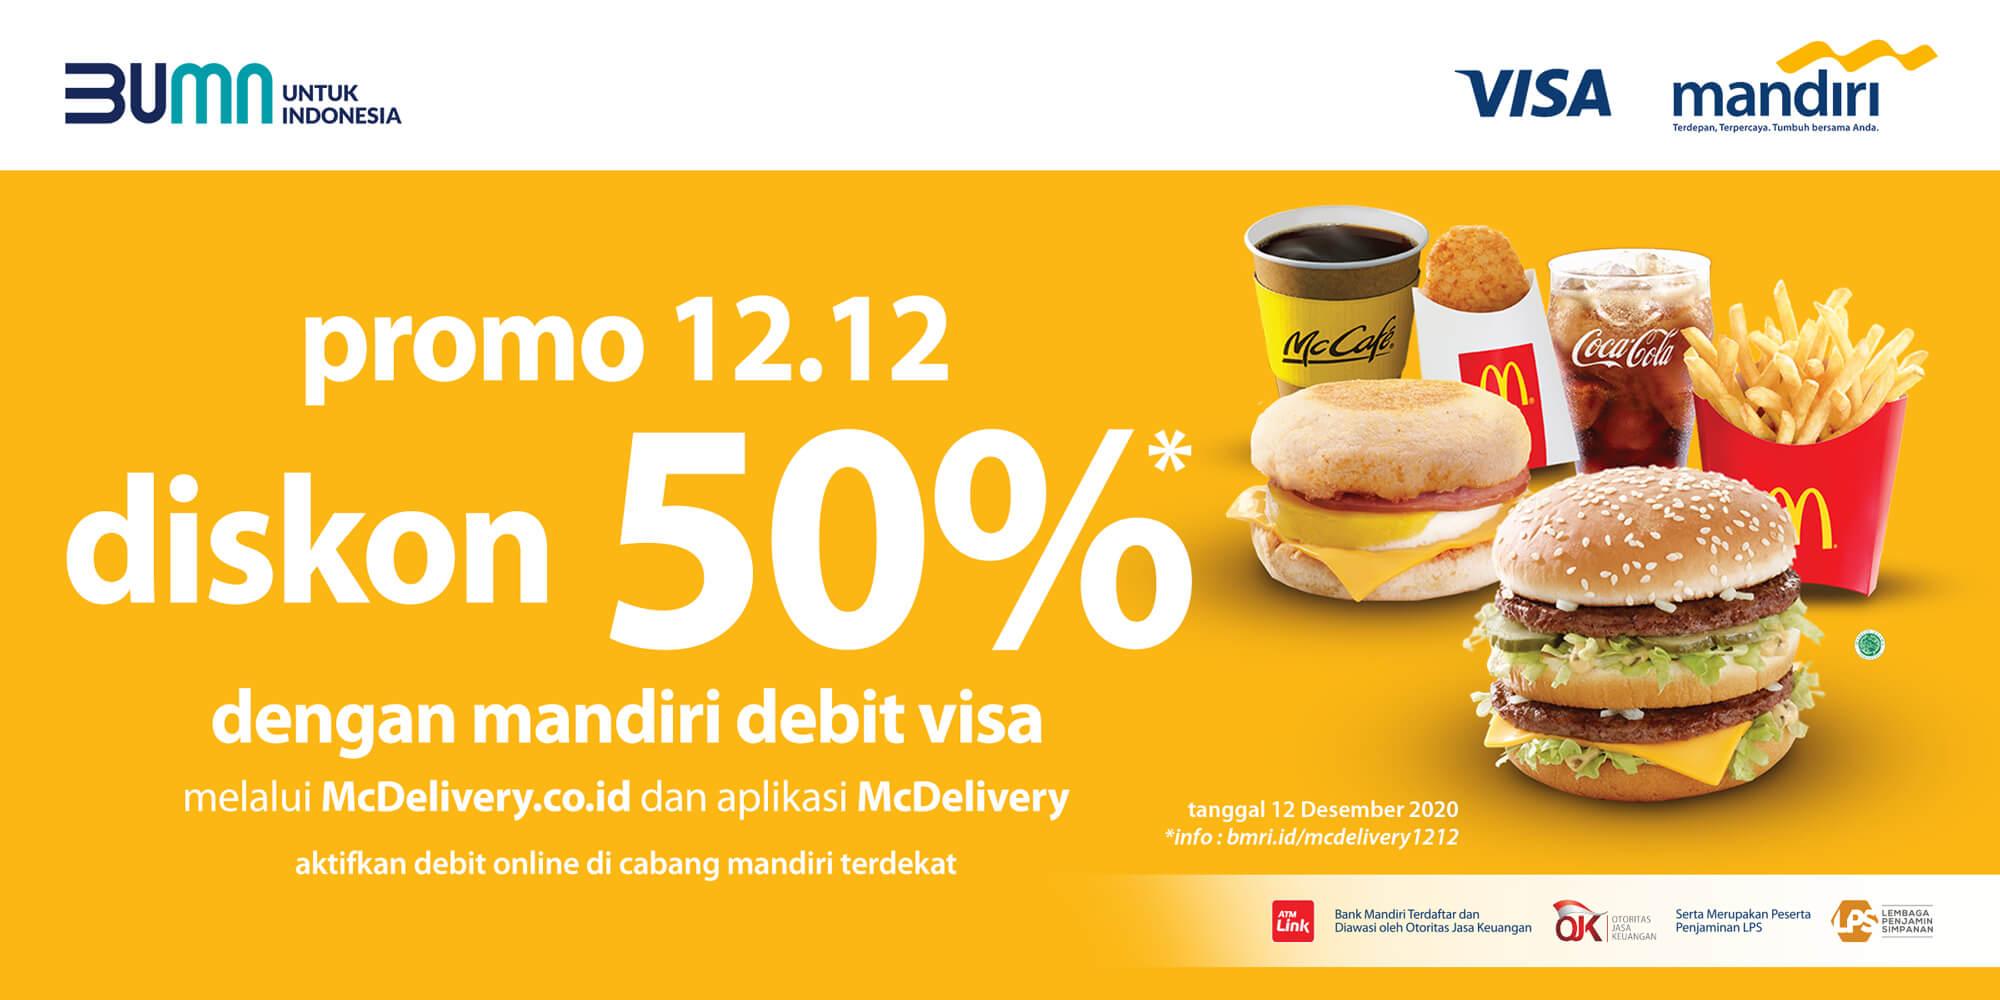 BUMN UNTUK
INDONESIA
VISA
mandiri
Terdepan, Terpercaya. Tumbuh bersama Anda.
promo 12.12
diskon 50%*
dengan mandiri debit visa
melalui McDelivery.co.id dan aplikasi McDelivery
aktifkan debit online di cabang mandiri terdekat
McCafé®
Coca-Cola
tanggal 12 Desember 2020
*info : bmri.id/mcdelivery1212
ATM
Link
Bank Mandiri Terdaftar dan
Diawasi oleh Otoritas Jasa Keuangan
OJK
OTORITAS
JASA
KEUANGAN
Serta Merupakan Peserta
Penjaminan LPS
LPS
LEMBAGA
PENJAMIN
SIMPANAN